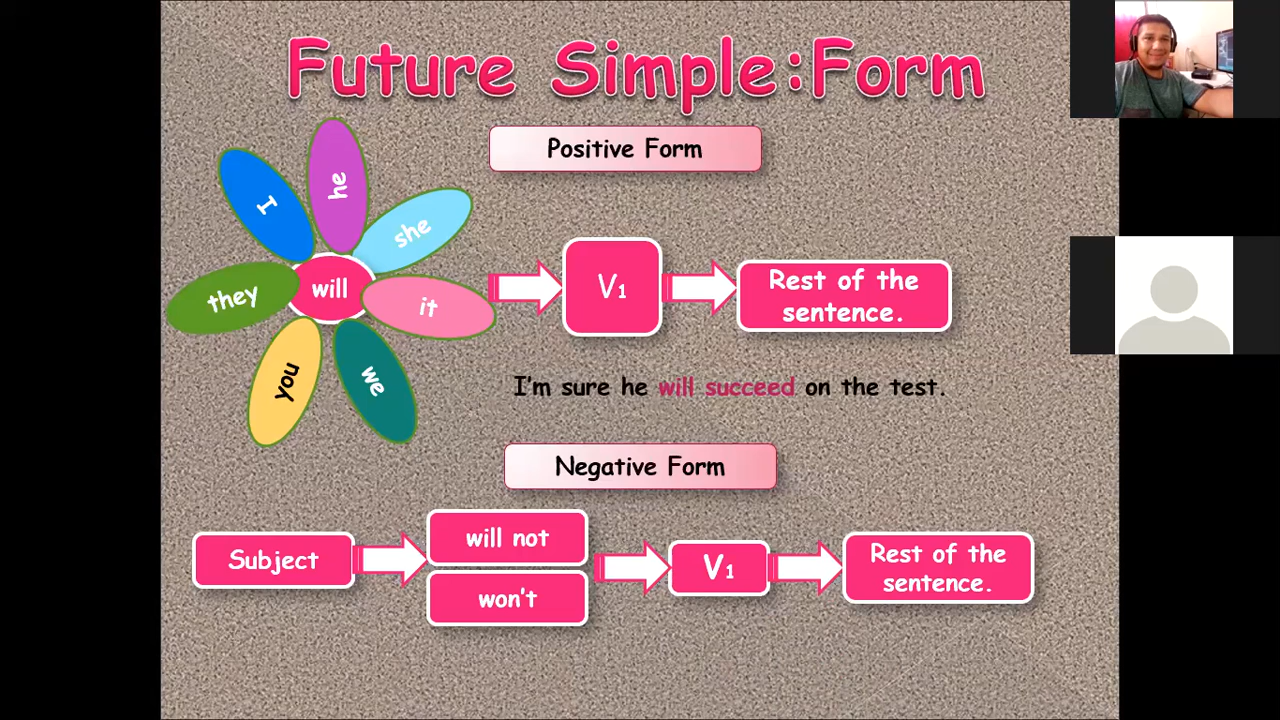 Future Simple:Form
Positive Form
I
he
she
they
will
it
you
we
V1
Rest of the
sentence.
I'm sure he will succeed on the test.
Negative Form
Subject
will not
won't
V1
Rest of the
sentence.